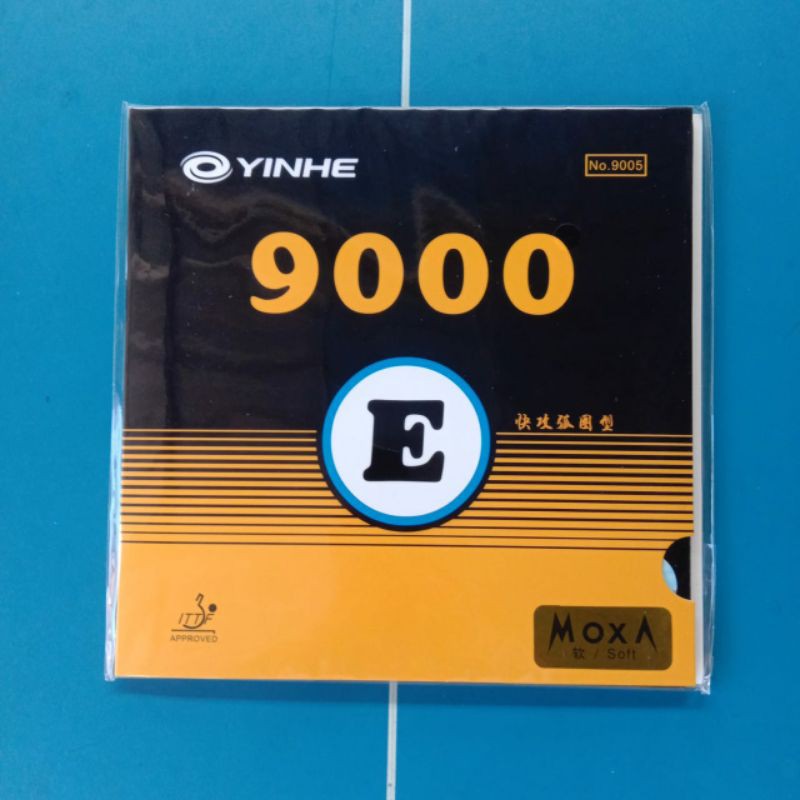 YINHE
No.9005
9000
E
快攻弧圈型
ITTF
APPROVED
MOXA
软 / Soft